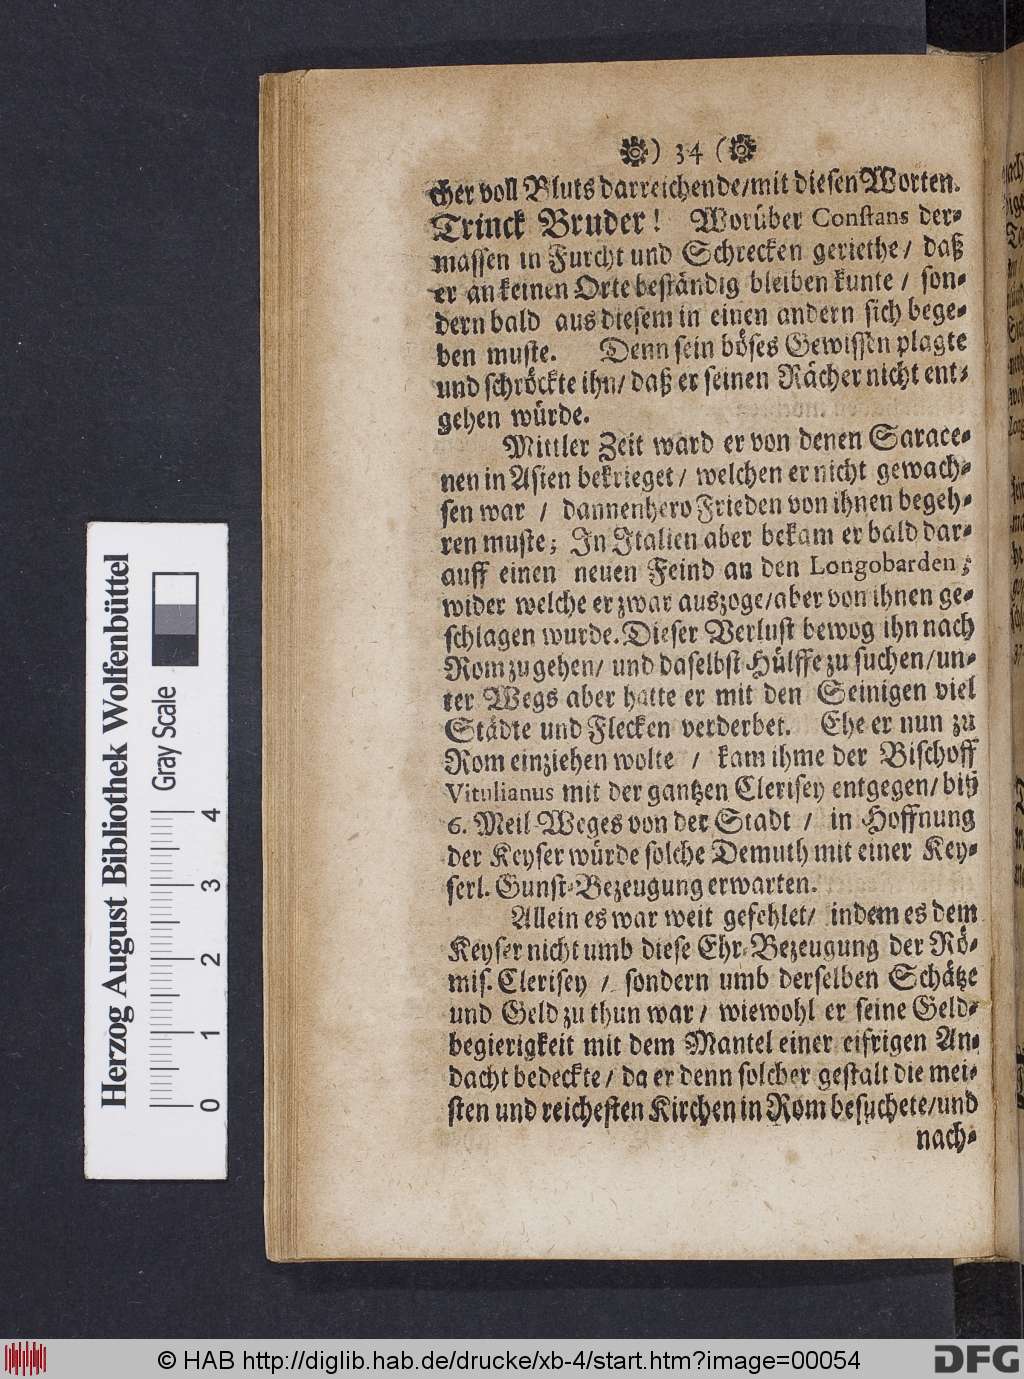 ) 34 (
cher voll Bluts darreichende/mit diesen Worten.
Trinck Bruder! Worüber Constans der-
massen in Furcht und Schrecken geriethe/ daß
er an keinen Orte beständig bleiben kunte/ son-
dern bald aus diesem in einen andern sich bege-
ben muste. Denn sein böses Gewissen plagte
und schröckte ihn/ daß er seinen Rächer nicht ent-
gehen würde.
Mittler Zeit ward er von denen Sarace-
nen in Asien bekrieget/ welchen er nicht gewach-
sen war / dannenhero Frieden von ihnen begeh-
ren muste; In Italien aber bekam er bald dar-
auff einen neuen Feind an den Longobarden;
wider welche er zwar auszoge/aber von ihnen ge-
schlagen wurde. Dieser Verlust bewog ihn nach
Rom zu gehen/ und daselbst Hülffe zu suchen/un-
ter Wegs aber hatte er mit den Seinigen viel
Städte und Flecken verderbet. Ehe er nun zu
Rom einziehen wolte / kam ihme der Bischoff
Vitulianus mit der gantzen Clerisey entgegen/ biß
6. Meil Weges von der Stadt / in Hoffnung
der Keyser würde solche Demuth mit einer Key-
serl. Gunst-Bezeugung erwarten.
Allein es war weit gefehlet/ indem es dem
Keyser nicht umb diese Ehr-Bezeugung der Rö-
mis. Clerisey / sondern umb derselben Schätze
und Geld zu thun war/ wiewohl er seine Geld-
begierigkeit mit dem Mantel einer eifrigen An-
dacht bedeckte/ da er denn solcher gestalt die mei-
sten und reichesten Kirchen in Rom besuchete/und
nach-
Herzog August Bibliothek Wolfenbüttel
Gray Scale
0 1 2 3 4
© HAB http://diglib.hab.de/drucke/xb-4/start.htm?image=00054
DFG